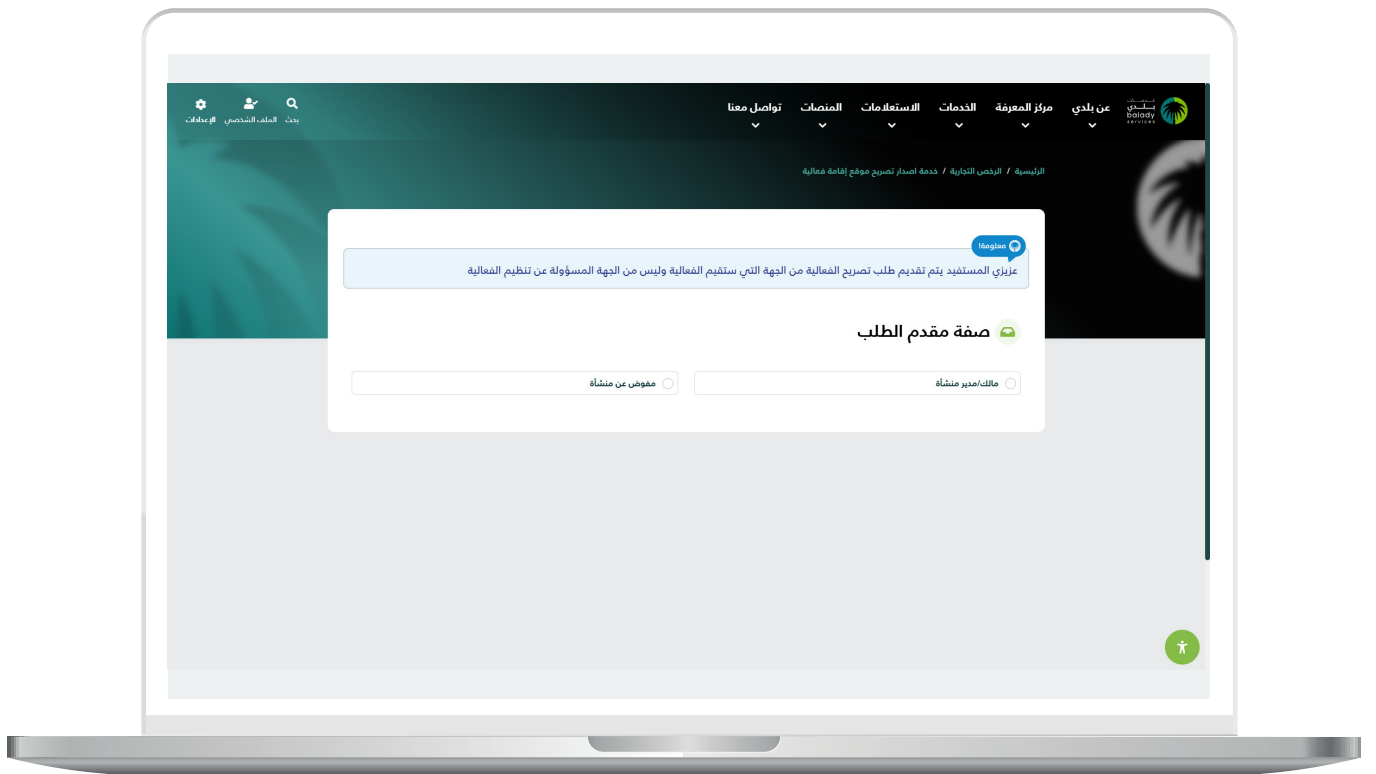 خدمات
بلدي
balady
services
عن بلدي
مركز المعرفة
الخدمات
الاستعلامات
المنصات
تواصل معنا
بحث
الملف الشخصي
الإعدادات
الرئيسية / الرخص التجارية / خدمة اصدار تصريح موقع إقامة فعالية
معلومة!
عزيزي المستفيد يتم تقديم طلب تصريح الفعالية من الجهة التي ستقيم الفعالية وليس من الجهة المسؤولة عن تنظيم الفعالية
صفة مقدم الطلب
مالك/مدير منشأة
مفوض عن منشأة